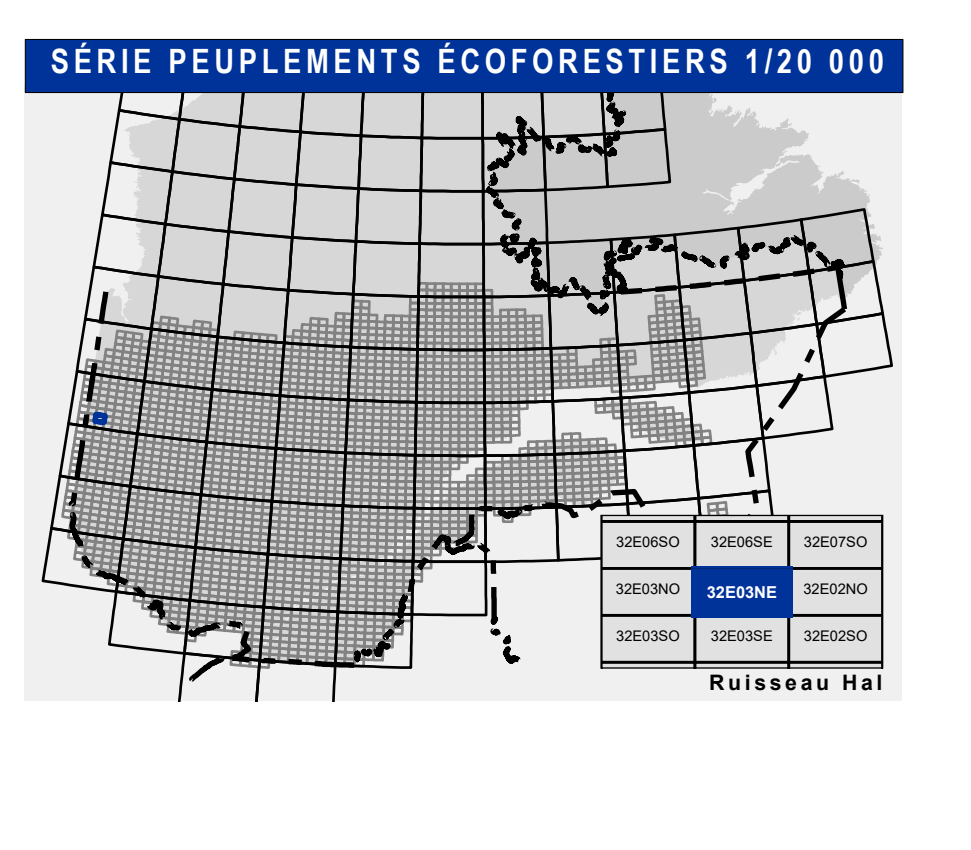 SÉRIE PEUPLEMENTS ÉCOFORESTIERS 1/20 000
32E06SO 32E06SE 32E07SO
32E03NO 32E03NE 32E02NO
32E03SO 32E03SE 32E02SO
Ruisseau Hal